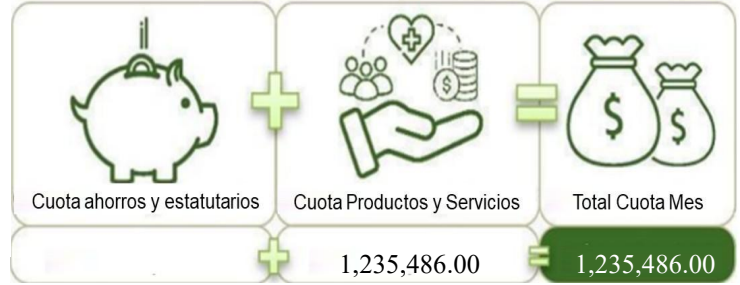 $
$ $
Cuota ahorros y estatutarios Cuota Productos y Servicios Total Cuota Mes
1,235,486.00 1,235,486.00